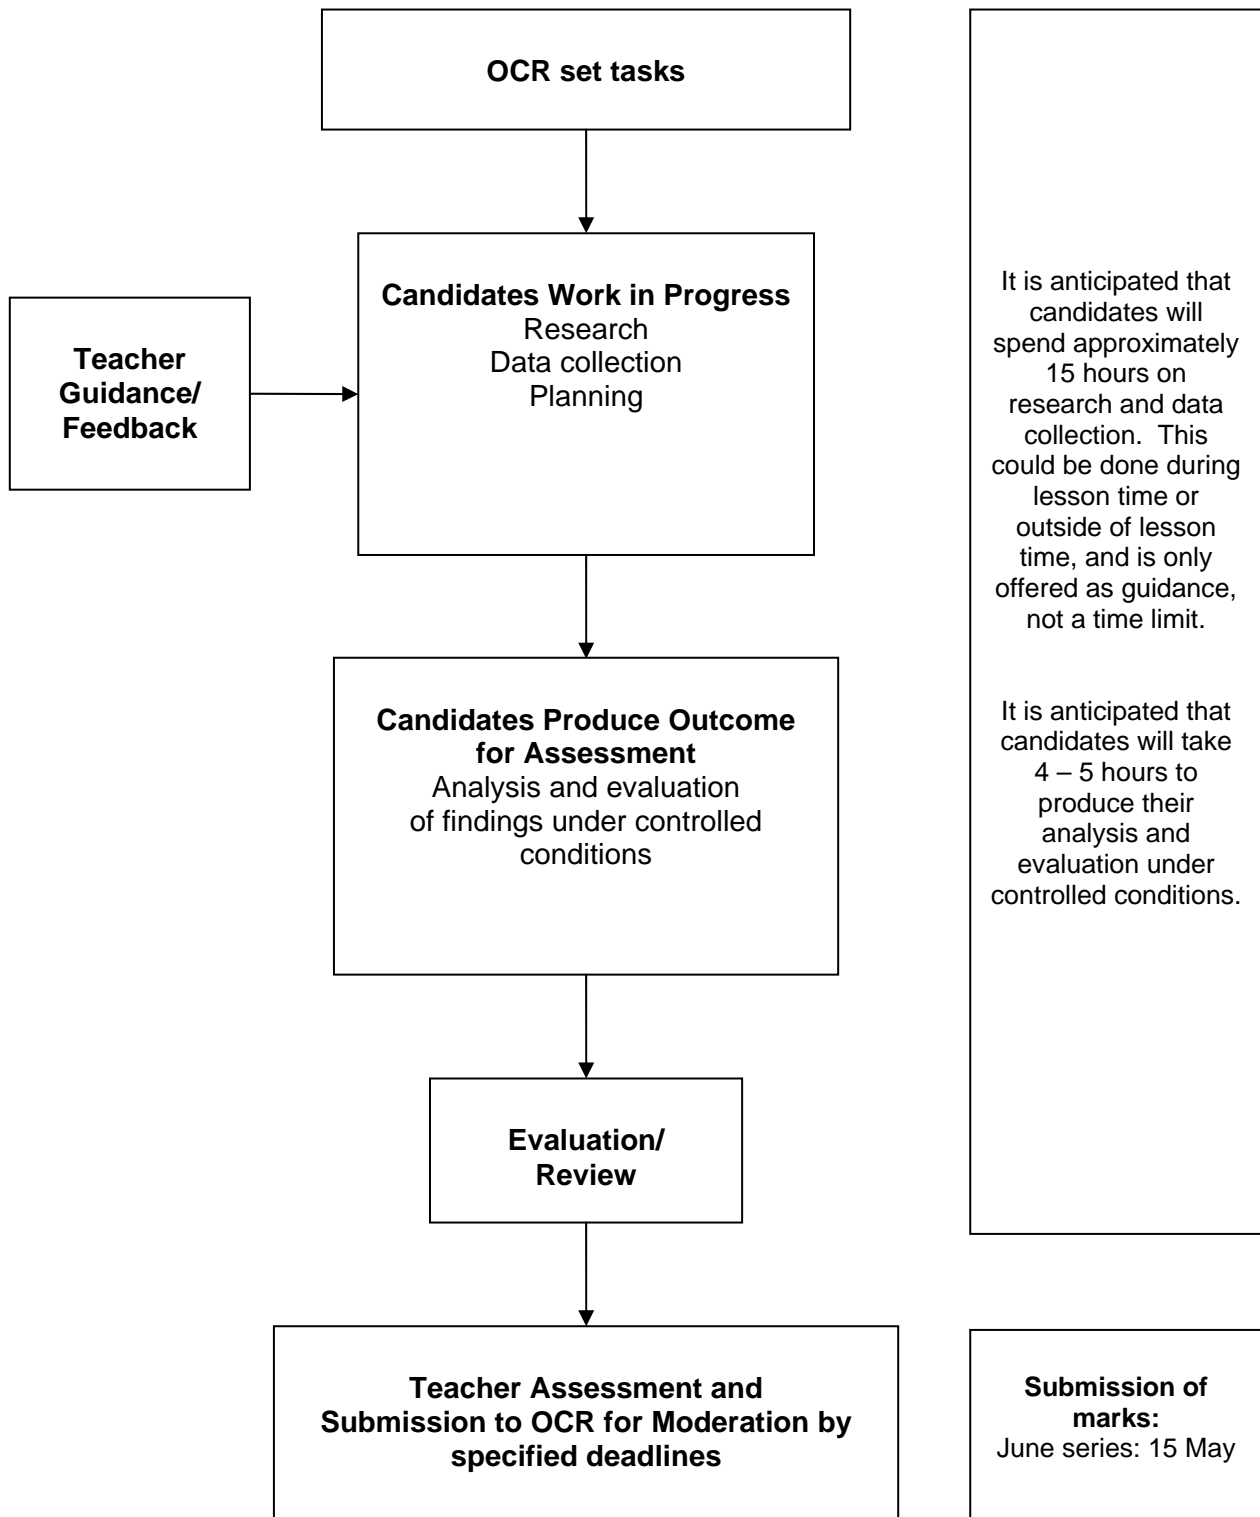 OCR set tasks
Candidates Work in Progress
Research
Data collection
Planning
Teacher
Guidance/
Feedback
Candidates Produce Outcome
for Assessment
Analysis and evaluation
of findings under controlled
conditions
Evaluation/
Review
Teacher Assessment and
Submission to OCR for Moderation by
specified deadlines
It is anticipated that
candidates will
spend approximately
15 hours on
research and data
collection.  This
could be done during
lesson time or
outside of lesson
time, and is only
offered as guidance,
not a time limit.
It is anticipated that
candidates will take
4 – 5 hours to
produce their
analysis and
evaluation under
controlled conditions.
Submission of
marks:
June series: 15 May